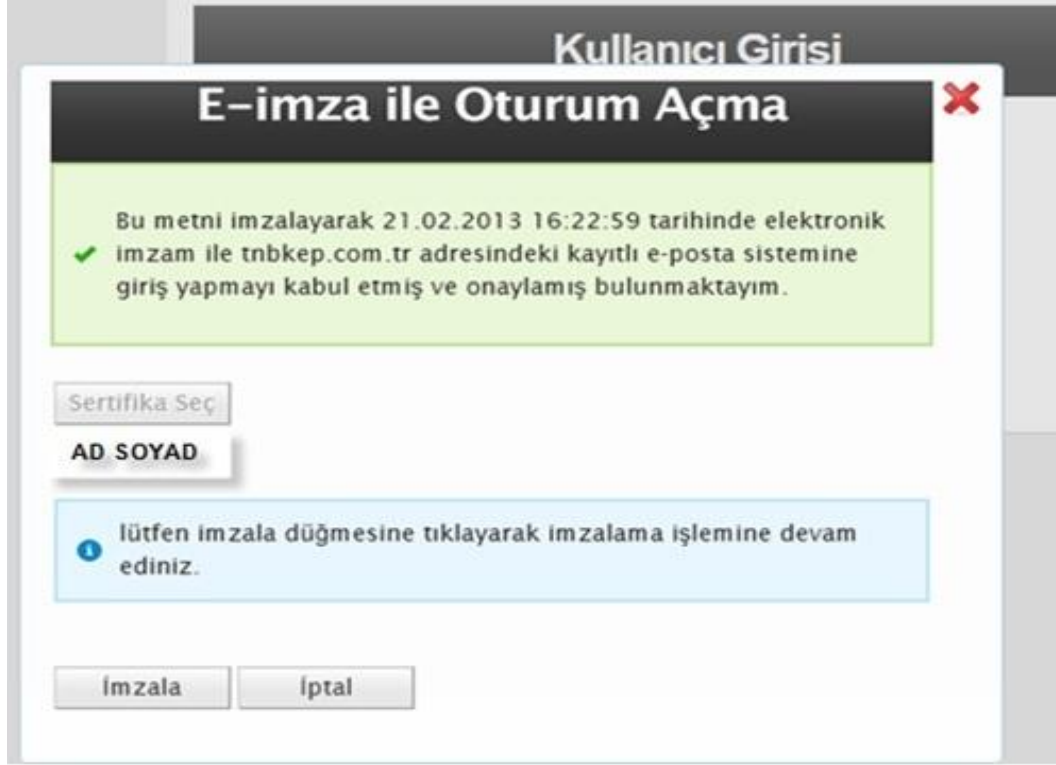 Kullanıcı Girisi
E-imza ile Oturum Açma
Bu metni imzalayarak 21.02.2013 16:22:59 tarihinde elektronik
imzam ile tnbkep.com.tr adresindeki kayıtlı e-posta sistemine
giriş yapmayı kabul etmiş ve onaylamış bulunmaktayım.
Sertifika Seç
AD SOYAD
lütfen imzala düğmesine tıklayarak imzalama işlemine devam
ediniz.
İmzala İptal